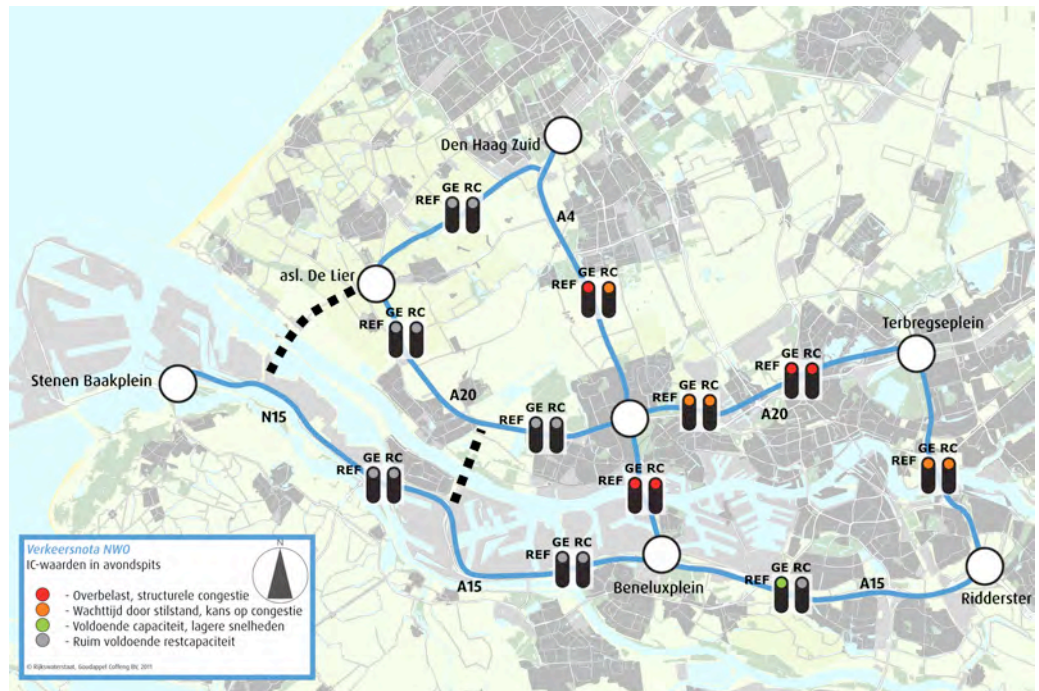 Den Haag Zuid
GE RC
REF
A4
asl. De Lier
GE RC
REF
GE RC
REF
Terbregseplein
Stenen Baakplein
GE RC
REF
A20
N15
A20
GE RC
REF
GE RC
REF
GE RC
REF
GE RC
REF
GE RC
REF
GE RC
REF
A15
Beneluxplein
GE RC
REF
A15
Ridderster
Verkeersnota NWO
IC-waarden in avondspits
N
- Overbelast, structurele congestie
- Wachttijd door stilstand, kans op congestie
- Voldoende capaciteit, lagere snelheden
- Ruim voldoende restcapaciteit
© Rijkswaterstaat, Goudappel Coffeng BV, 2011